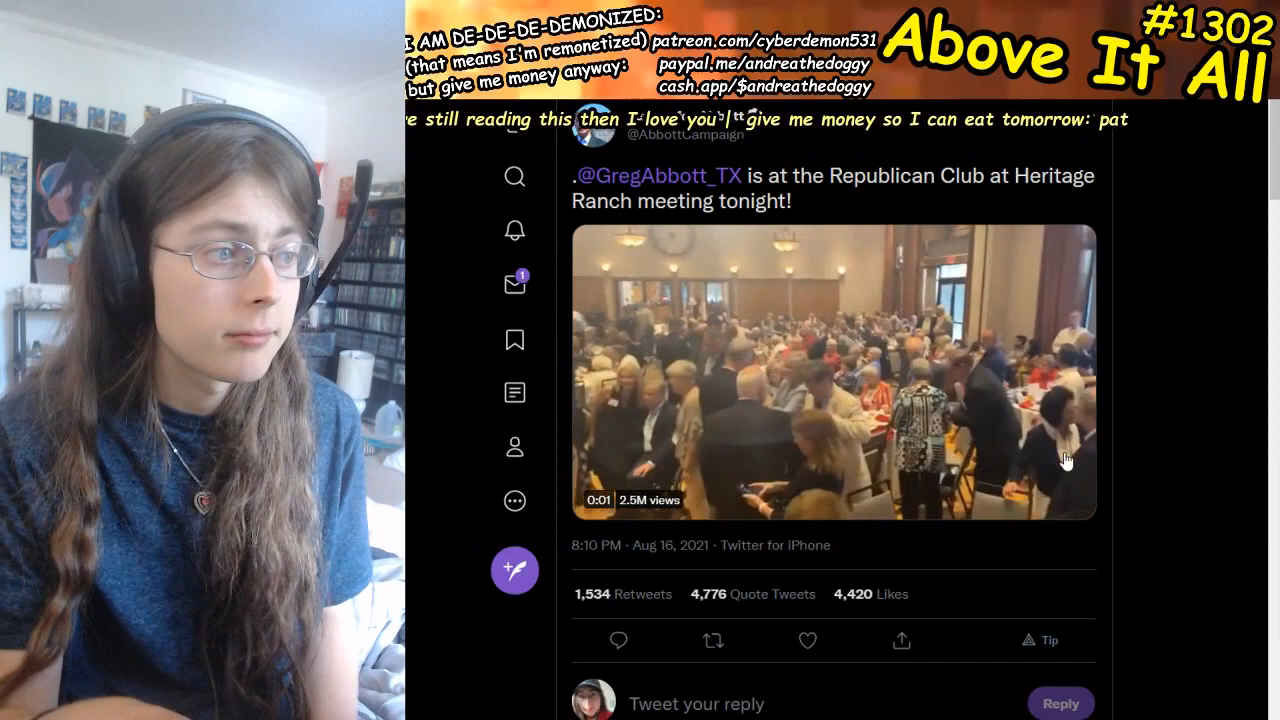 I AM DE-DE-DE-DEMONIZED:
(that means I'm remonetized)
but give me money anyway:
patreon.com/cyberdemon531
paypal.me/andreathedoggy
cash.app/$andreathedoggy
#1302
Above It All
e still reading this then I love you | give me money so I can eat tomorrow: pat
@AbbottCampaign
.@GregAbbott_TX is at the Republican Club at Heritage
Ranch meeting tonight!
1
0:01 2.5M views
8:10 PM · Aug 16, 2021 · Twitter for iPhone
1,534 Retweets 4,776 Quote Tweets 4,420 Likes
Tip
Tweet your reply
Reply